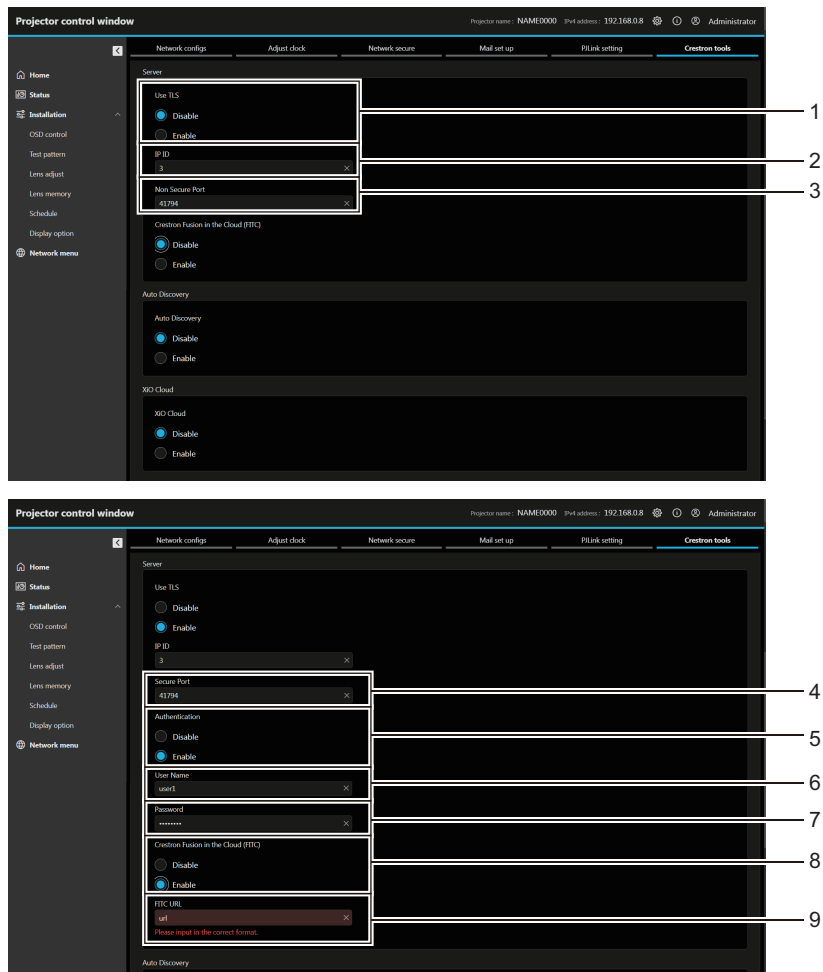 Projector control window Projector name : NAME0000 IPv4 address : 192.168.0.8 Administrator
Network configs Adjust clock Netwerk secure Mail set up PJLink setting Crestron tools
Home
Status
Installation
OSD control
Test pattern
Lens adjust
Lens memory
Schedule
Display option
Network menu
Server
Use TLS
Disable
Enable
IP ID
3
Non Secure Port
41794
Crestron Fusion in the Cloud (FITC)
Disable
Enable
Auto Discovery
Auto Discovery
Disable
Enable
XiO Cloud
XiO Cloud
Disable
Enable
1
2
3
Projector control window Projector name : NAME0000 IPv4 address : 192.168.0.8 Administrator
Network configs Adjust clock Netwerk secure Mail set up PJLink setting Crestron tools
Home
Status
Installation
OSD control
Test pattern
Lens adjust
Lens memory
Schedule
Display option
Network menu
Server
Use TLS
Disable
Enable
IP ID
3
Secure Port
41794
Authentication
Disable
Enable
User Name
user1
Password
••••••••
Crestron Fusion in the Cloud (FITC)
Disable
Enable
FITC URL
url
Please input in the correct format.
Auto Discovery
4
5
6
7
8
9